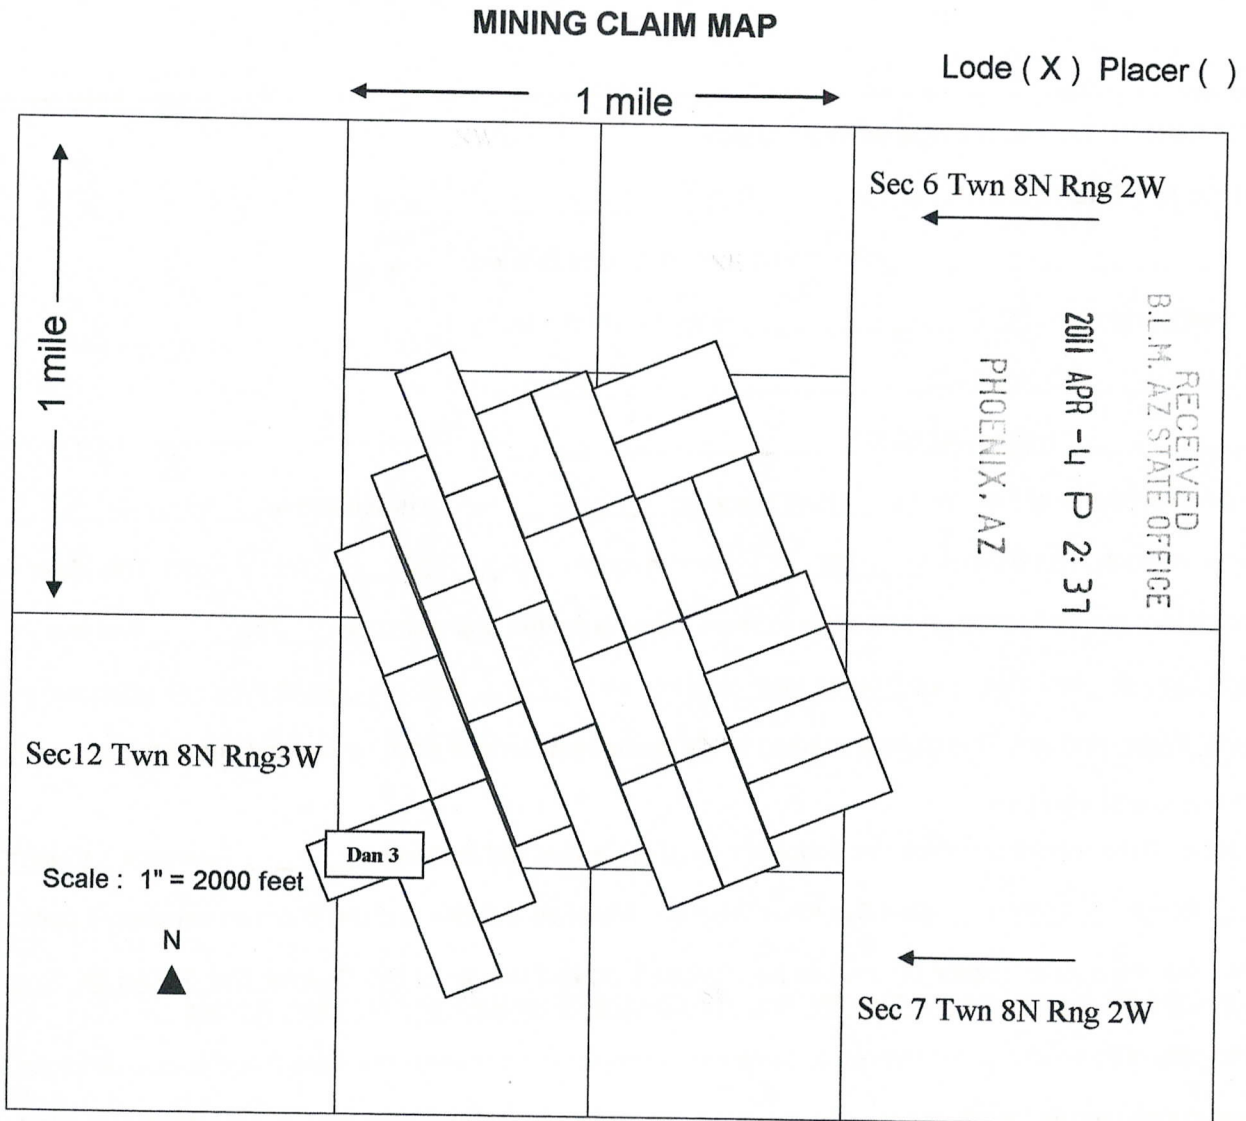 MINING CLAIM MAP
Lode ( X ) Placer ( )
1 mile
Sec 6 Twn 8N Rng 2W
1 mile
RECEIVED
B.L.M. AZ STATE OFFICE
2011 APR -4 P 2: 37
PHOENIX, AZ
Sec12 Twn 8N Rng3W
Dan 3
Scale : 1" = 2000 feet
N
Sec 7 Twn 8N Rng 2W